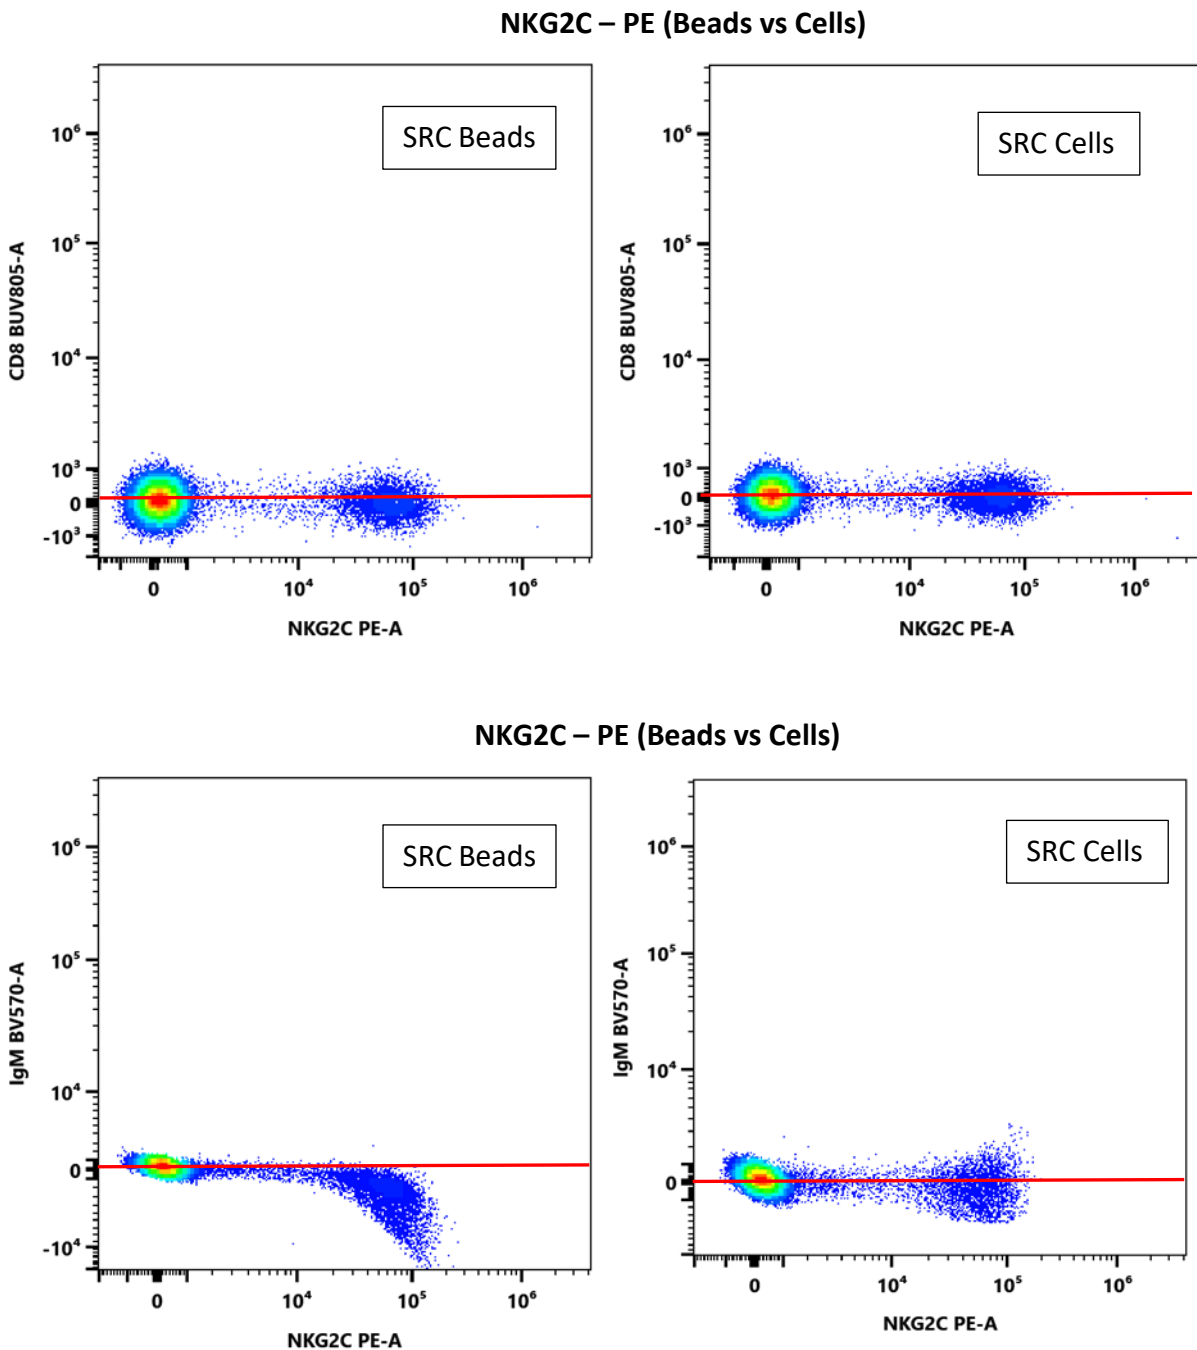 NKG2C – PE (Beads vs Cells)
SRC Beads
10⁶
10⁵
10⁴
10³
0
-10³
CD8 BUV805-A
0
10⁴
10⁵
10⁶
NKG2C PE-A
SRC Cells
10⁶
10⁵
10⁴
10³
0
-10³
CD8 BUV805-A
0
10⁴
10⁵
10⁶
NKG2C PE-A
NKG2C – PE (Beads vs Cells)
SRC Beads
10⁶
10⁵
10⁴
0
-10⁴
IgM BV570-A
0
10⁴
10⁵
10⁶
NKG2C PE-A
SRC Cells
10⁶
10⁵
10⁴
0
IgM BV570-A
0
10⁴
10⁵
10⁶
NKG2C PE-A